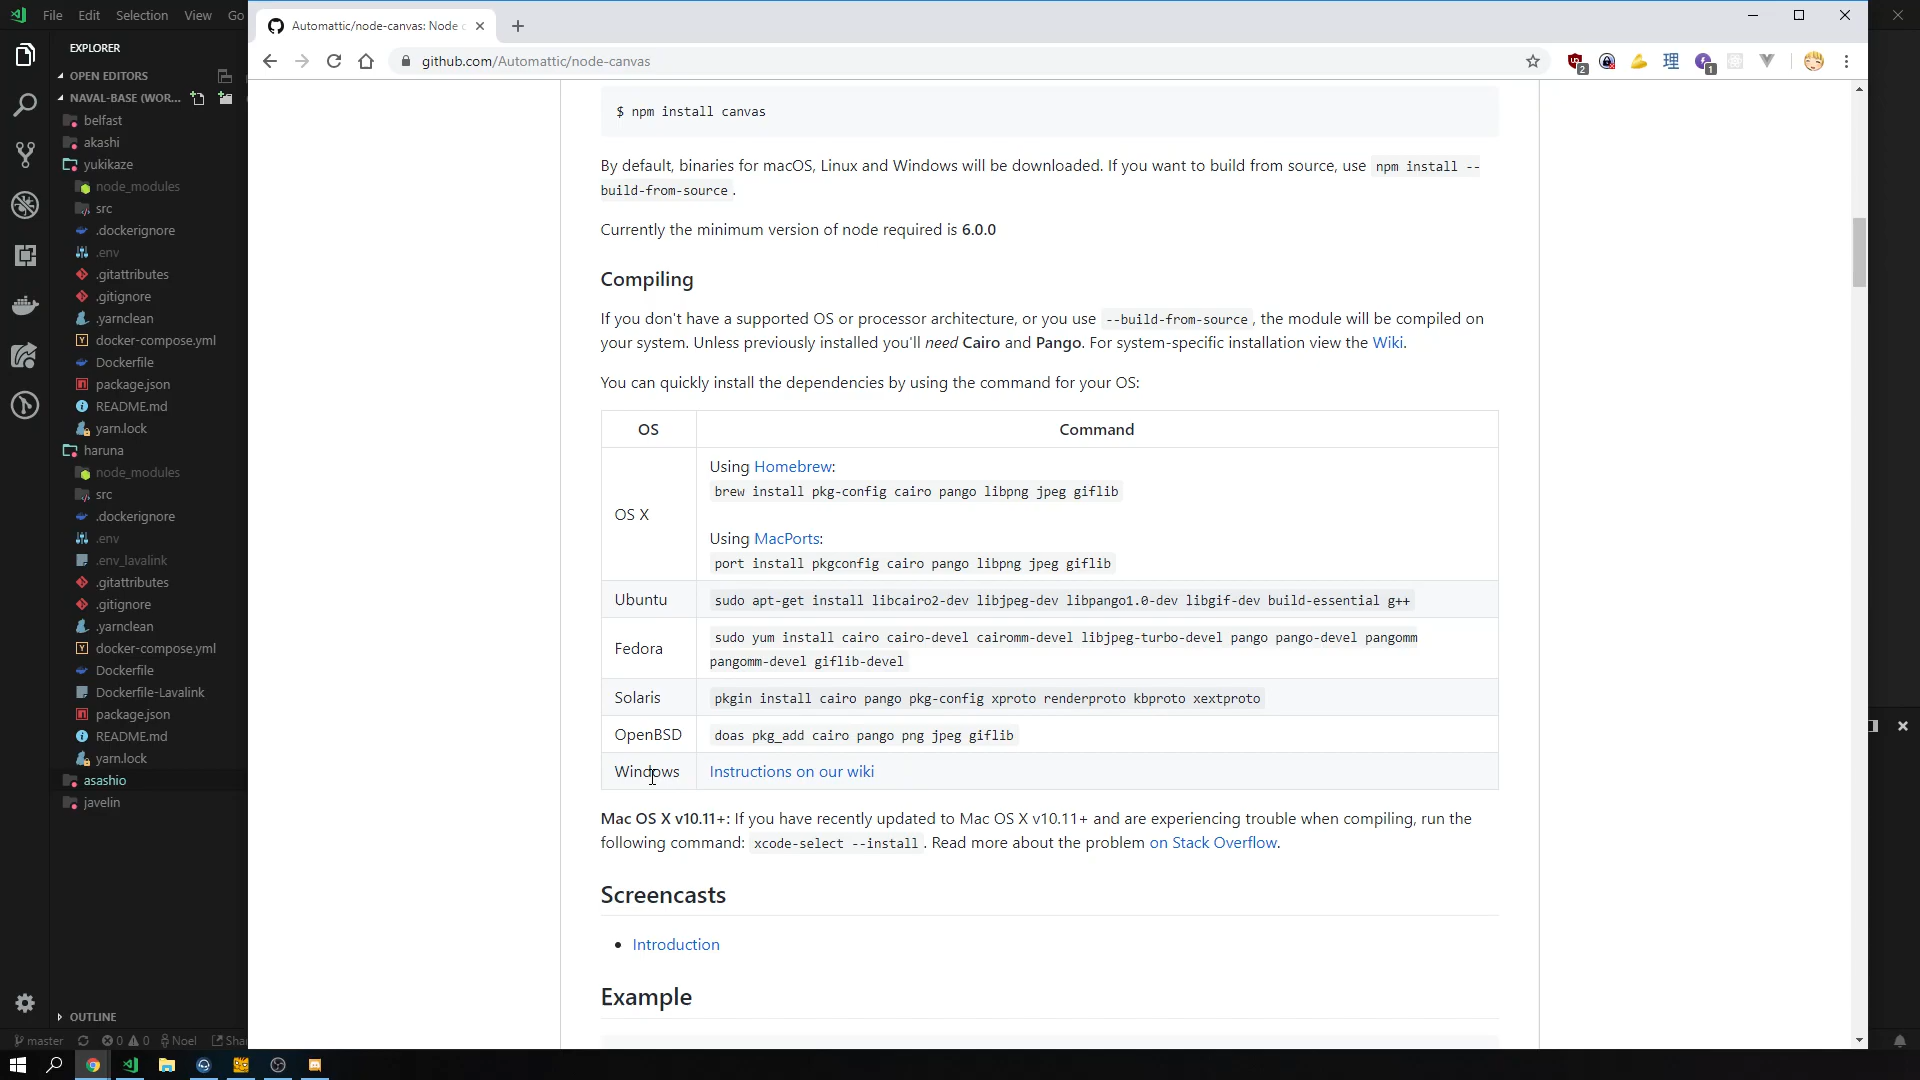 File Edit Selection View Go
EXPLORER
OPEN EDITORS
NAVAL-BASE (WOR...
belfast
akashi
yukikaze
node_modules
src
.dockerignore
.env
.gitattributes
.gitignore
.yarnclean
docker-compose.yml
Dockerfile
package.json
README.md
yarn.lock
haruna
node_modules
src
.dockerignore
.env
.env_lavalink
.gitattributes
.gitignore
.yarnclean
docker-compose.yml
Dockerfile
Dockerfile-Lavalink
package.json
README.md
yarn.lock
asashio
javelin
OUTLINE
master 0 0 Noel Shar
Automattic/node-canvas: Node c
github.com/Automattic/node-canvas
2
理
1
$ npm install canvas
By default, binaries for macOS, Linux and Windows will be downloaded. If you want to build from source, use npm install --
build-from-source .
Currently the minimum version of node required is 6.0.0
Compiling
If you don't have a supported OS or processor architecture, or you use --build-from-source , the module will be compiled on
your system. Unless previously installed you'll need Cairo and Pango. For system-specific installation view the Wiki.
You can quickly install the dependencies by using the command for your OS:
OS Command
OS X
Using Homebrew:
brew install pkg-config cairo pango libpng jpeg giflib
Using MacPorts:
port install pkgconfig cairo pango libpng jpeg giflib
Ubuntu sudo apt-get install libcairo2-dev libjpeg-dev libpango1.0-dev libgif-dev build-essential g++
Fedora
sudo yum install cairo cairo-devel cairomm-devel libjpeg-turbo-devel pango pango-devel pangomm
pangomm-devel giflib-devel
Solaris pkgin install cairo pango pkg-config xproto renderproto kbproto xextproto
OpenBSD doas pkg_add cairo pango png jpeg giflib
Windows Instructions on our wiki
Mac OS X v10.11+: If you have recently updated to Mac OS X v10.11+ and are experiencing trouble when compiling, run the
following command: xcode-select --install . Read more about the problem on Stack Overflow.
Screencasts
Introduction
Example